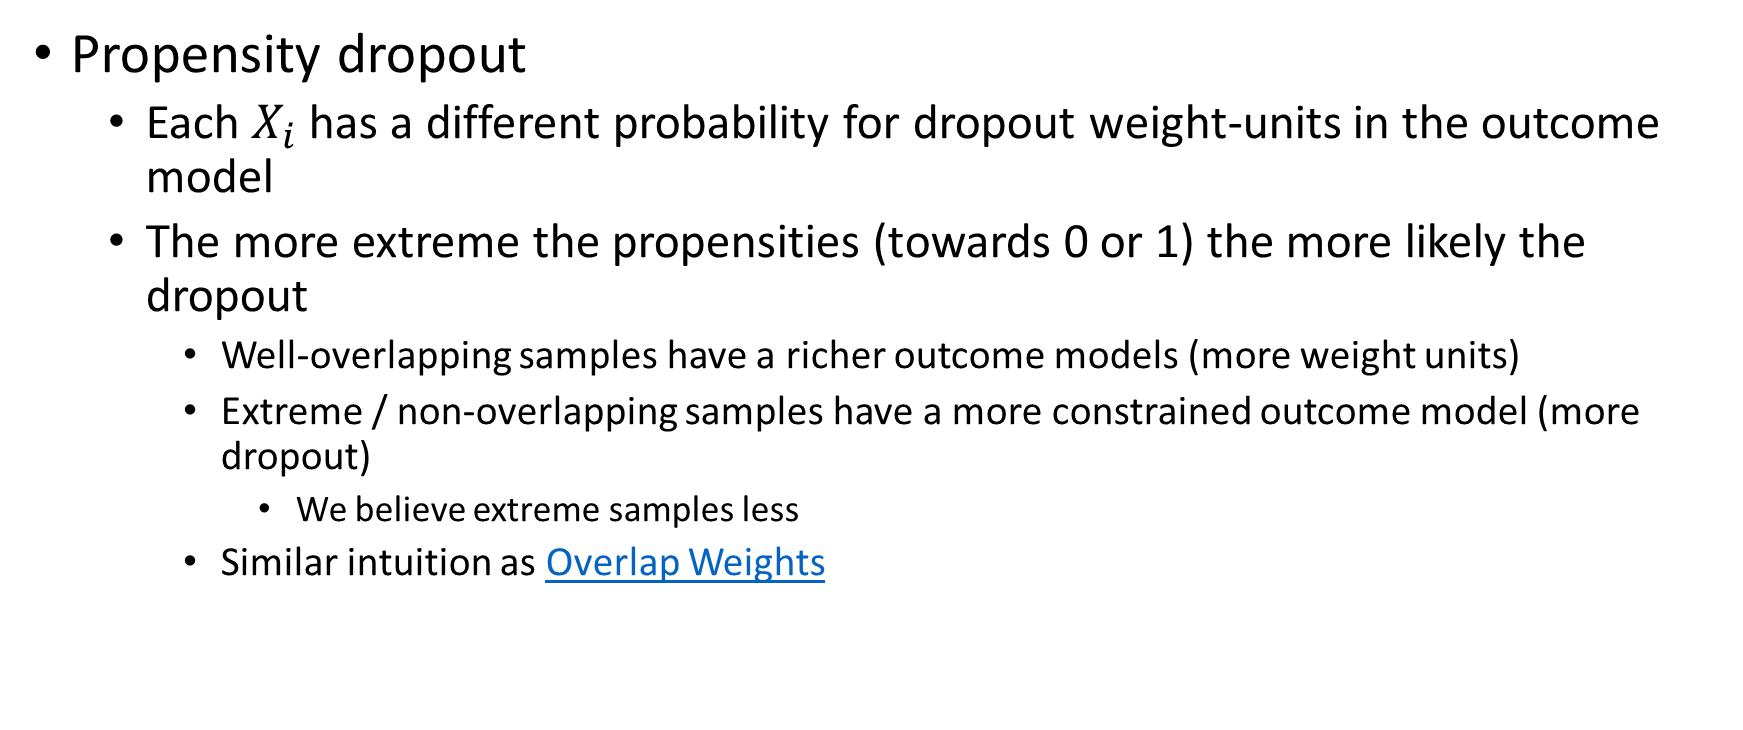 • Propensity dropout
• Each Xᵢ has a different probability for dropout weight-units in the outcome
model
• The more extreme the propensities (towards 0 or 1) the more likely the
dropout
• Well-overlapping samples have a richer outcome models (more weight units)
• Extreme / non-overlapping samples have a more constrained outcome model (more
dropout)
• We believe extreme samples less
• Similar intuition as Overlap Weights